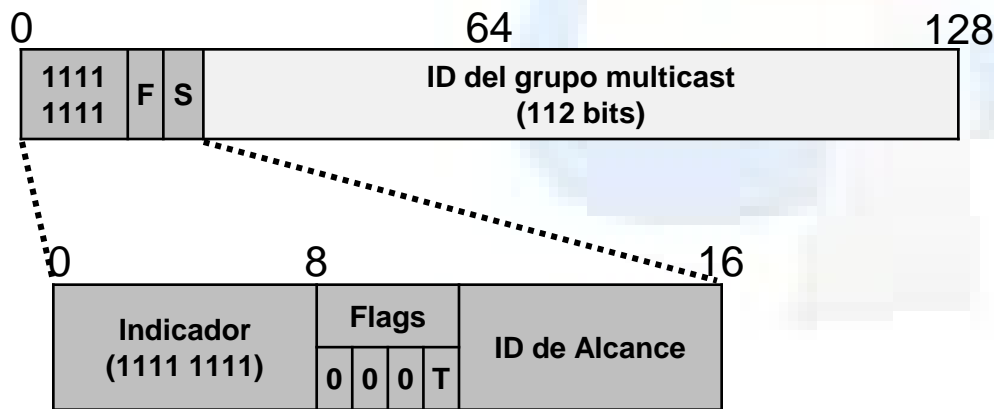 0 64 128
1111
1111
F S
ID del grupo multicast
(112 bits)
0 8 16
Indicador
(1111 1111)
Flags
0 0 0 T
ID de Alcance